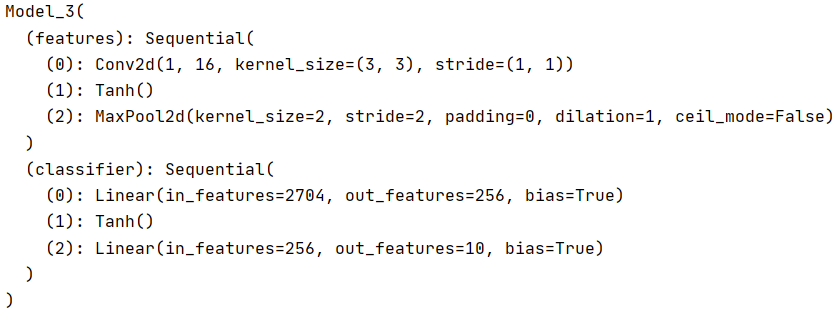 Model_3(
  (features): Sequential(
    (0): Conv2d(1, 16, kernel_size=(3, 3), stride=(1, 1))
    (1): Tanh()
    (2): MaxPool2d(kernel_size=2, stride=2, padding=0, dilation=1, ceil_mode=False)
  )
  (classifier): Sequential(
    (0): Linear(in_features=2704, out_features=256, bias=True)
    (1): Tanh()
    (2): Linear(in_features=256, out_features=10, bias=True)
  )
)